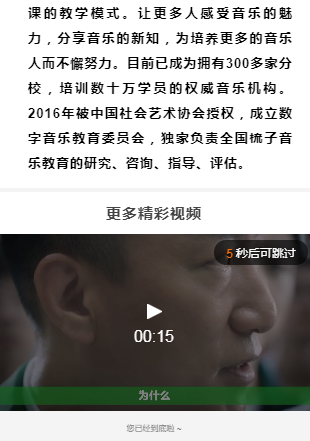 课的教学模式。让更多人感受音乐的魅
力，分享音乐的新知，为培养更多的音乐
人而不懈努力。目前已成为拥有300多家分
校，培训数十万学员的权威音乐机构。
2016年被中国社会艺术协会授权，成立数
字音乐教育委员会，独家负责全国梳子音
乐教育的研究、咨询、指导、评估。
更多精彩视频
5 秒后可跳过
00:15
为什么
您已经到底啦~